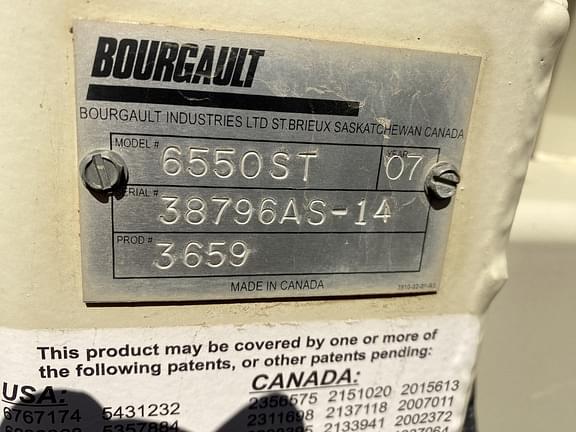 BOURGAULT
BOURGAULT INDUSTRIES LTD ST.BRIEUX SASKATCHEWAN CANADA
MODEL # 6550ST YEAR 07
SERIAL # 38796AS-14
PROD # 3659
MADE IN CANADA
This product may be covered by one or more of
the following patents, or other patents pending:
USA: CANADA:
6767174 5431232 2356575 2151020 2015613
5357884 2311698 2137118 2007011
2133941 2002372